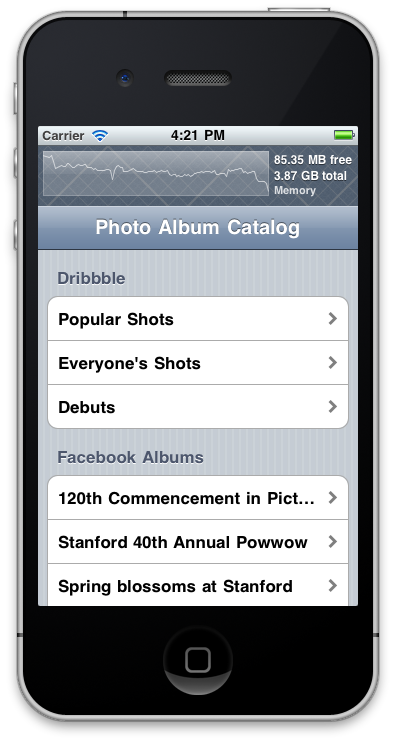 Carrier 4:21 PM
85.35 MB free
3.87 GB total
Memory
Photo Album Catalog
Dribbble
Popular Shots
Everyone's Shots
Debuts
Facebook Albums
120th Commencement in Pict...
Stanford 40th Annual Powwow
Spring blossoms at Stanford